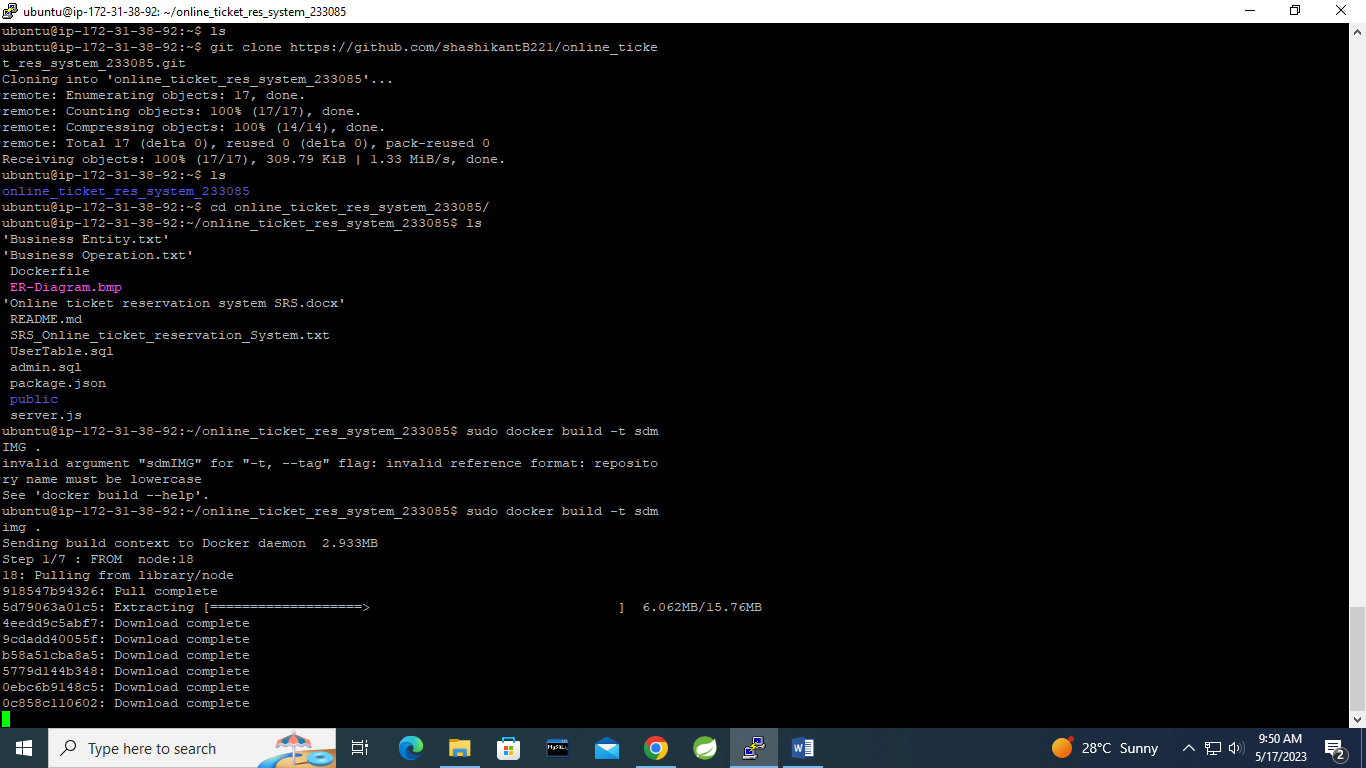 ubuntu@ip-172-31-38-92: ~/online_ticket_res_system_233085
ubuntu@ip-172-31-38-92:~$ ls
ubuntu@ip-172-31-38-92:~$ git clone https://github.com/shashikantB221/online_ticke
t_res_system_233085.git
Cloning into 'online_ticket_res_system_233085'...
remote: Enumerating objects: 17, done.
remote: Counting objects: 100% (17/17), done.
remote: Compressing objects: 100% (14/14), done.
remote: Total 17 (delta 0), reused 0 (delta 0), pack-reused 0
Receiving objects: 100% (17/17), 309.79 KiB | 1.33 MiB/s, done.
ubuntu@ip-172-31-38-92:~$ ls
online_ticket_res_system_233085
ubuntu@ip-172-31-38-92:~$ cd online_ticket_res_system_233085/
ubuntu@ip-172-31-38-92:~/online_ticket_res_system_233085$ ls
'Business Entity.txt'
'Business Operation.txt'
Dockerfile
ER-Diagram.bmp
'Online ticket reservation system SRS.docx'
README.md
SRS_Online_ticket_reservation_System.txt
UserTable.sql
admin.sql
package.json
public
server.js
ubuntu@ip-172-31-38-92:~/online_ticket_res_system_233085$ sudo docker build -t sdm
IMG .
invalid argument "sdmIMG" for "-t, --tag" flag: invalid reference format: reposito
ry name must be lowercase
See 'docker build --help'.
ubuntu@ip-172-31-38-92:~/online_ticket_res_system_233085$ sudo docker build -t sdm
img .
Sending build context to Docker daemon  2.933MB
Step 1/7 : FROM  node:18
18: Pulling from library/node
918547b94326: Pull complete
5d79063a01c5: Extracting [===================>                               ]  6.062MB/15.76MB
4eedd9c5abf7: Download complete
9cdadd40055f: Download complete
b58a51cba8a5: Download complete
5779d144b348: Download complete
0ebc6b9148c5: Download complete
0c858c110602: Download complete
Type here to search
MySQL
28°C Sunny
9:50 AM
5/17/2023
2